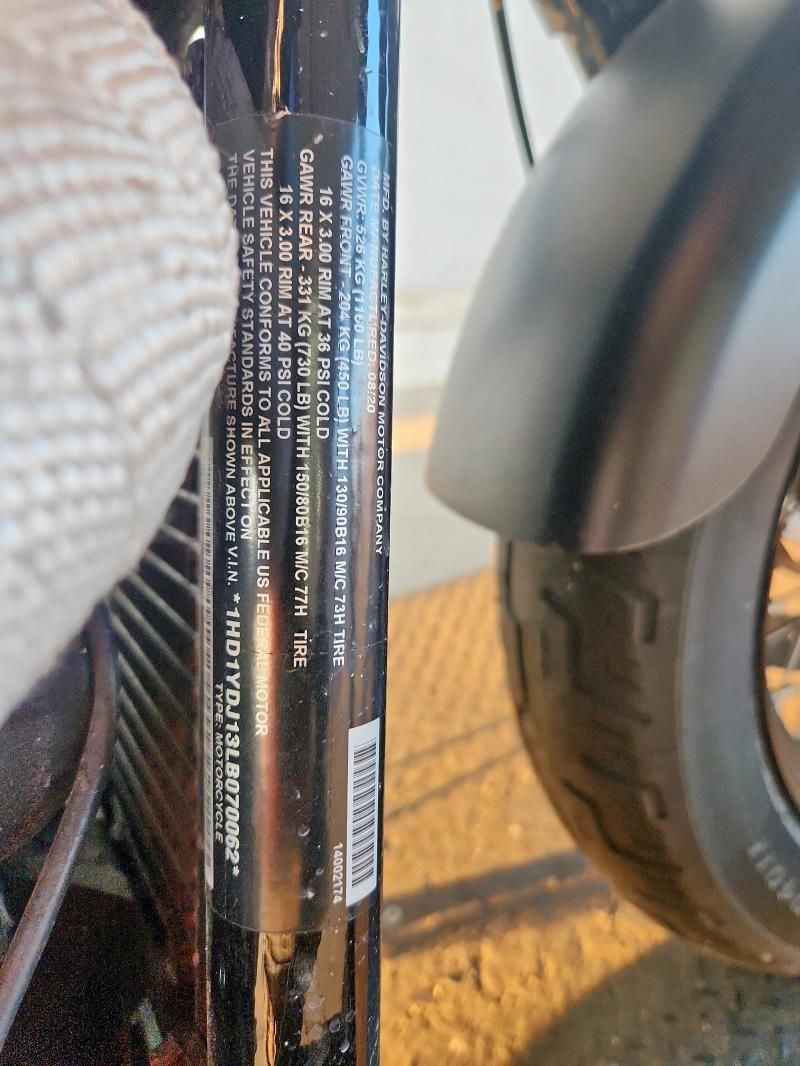 MFD. BY HARLEY-DAVIDSON MOTOR COMPANY
DATE MANUFACTURED: 08/20
GVWR: 526 KG (1160 LB)
GAWR FRONT - 204 KG (450 LB) WITH 130/90B16 M/C 73H TIRE
16 X 3.00 RIM AT 36 PSI COLD
GAWR REAR - 331 KG (730 LB) WITH 150/80B16 M/C 77H TIRE
16 X 3.00 RIM AT 40 PSI COLD
THIS VEHICLE CONFORMS TO ALL APPLICABLE US FEDERAL MOTOR
VEHICLE SAFETY STANDARDS IN EFFECT ON
THE SHOWN ABOVE V.I.N. *1HD1YDJ13LB070062*
TYPE: MOTORCYCLE
14002174